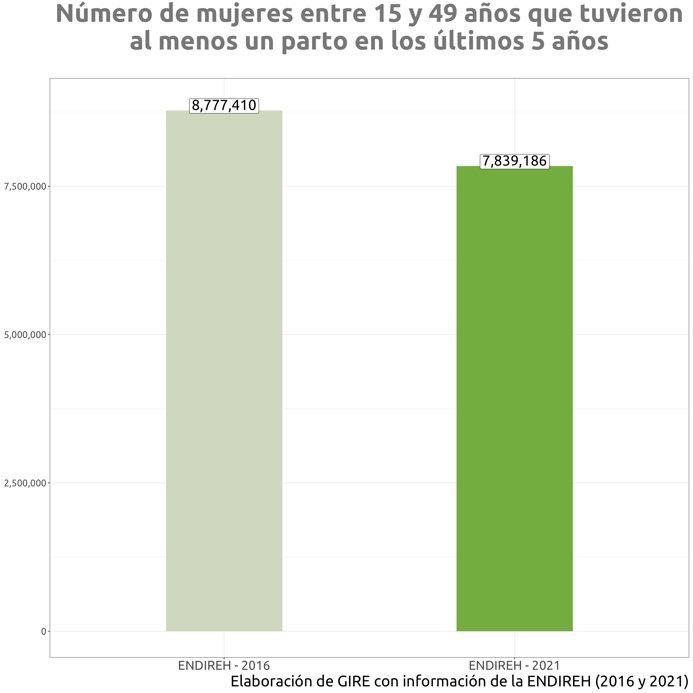 Número de mujeres entre 15 y 49 años que tuvieron
al menos un parto en los últimos 5 años
8,777,410
7,839,186
7,500,000
5,000,000
2,500,000
0
ENDIREH - 2016
ENDIREH - 2021
Elaboración de GIRE con información de la ENDIREH (2016 y 2021)